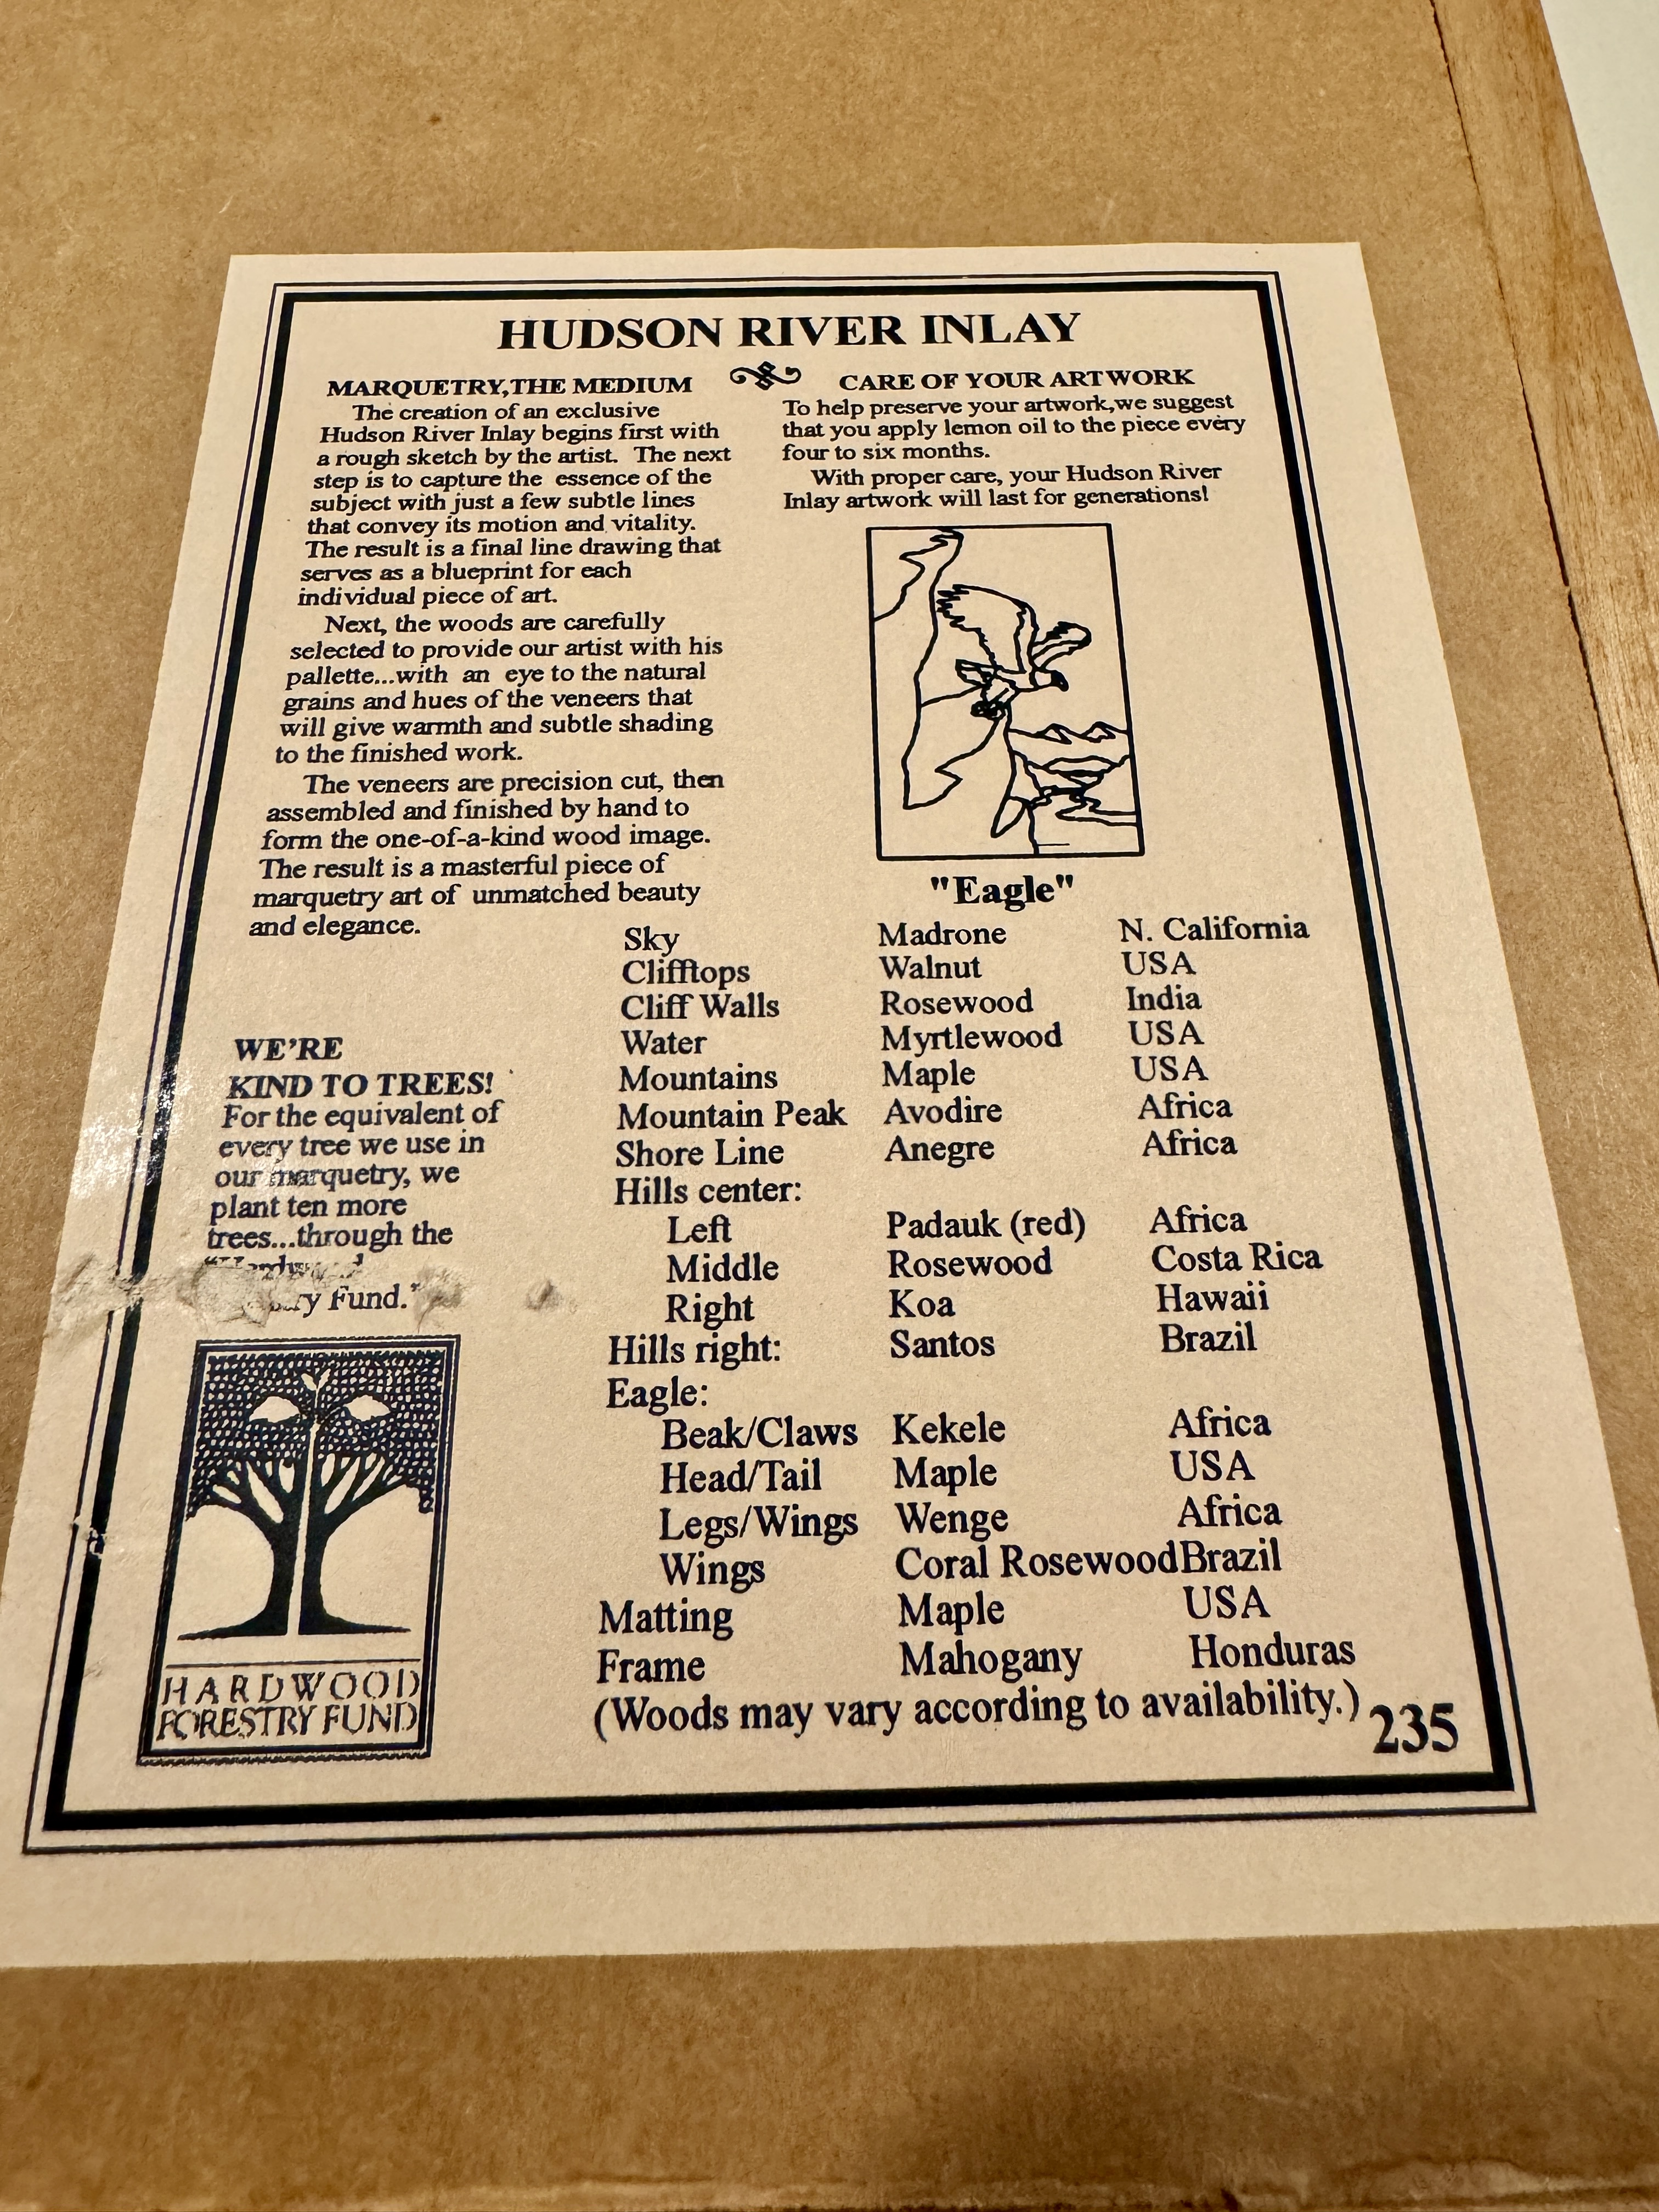 HUDSON RIVER INLAY
MARQUETRY,THE MEDIUM
The creation of an exclusive
Hudson River Inlay begins first with
a rough sketch by the artist. The next
step is to capture the essence of the
subject with just a few subtle lines
that convey its motion and vitality.
The result is a final line drawing that
serves as a blueprint for each
individual piece of art.
Next, the woods are carefully
selected to provide our artist with his
pallette...with an eye to the natural
grains and hues of the veneers that
will give warmth and subtle shading
to the finished work.
The veneers are precision cut, then
assembled and finished by hand to
form the one-of-a-kind wood image.
The result is a masterful piece of
marquetry art of unmatched beauty
and elegance.
CARE OF YOUR ARTWORK
To help preserve your artwork,we suggest
that you apply lemon oil to the piece every
four to six months.
With proper care, your Hudson River
Inlay artwork will last for generations!
"Eagle"
Sky Madrone N. California
Clifftops Walnut USA
Cliff Walls Rosewood India
Water Myrtlewood USA
Mountains Maple USA
Mountain Peak Avodire Africa
Shore Line Anegre Africa
Hills center:
Left Padauk (red) Africa
Middle Rosewood Costa Rica
Right Koa Hawaii
Hills right: Santos Brazil
Eagle:
Beak/Claws Kekele Africa
Head/Tail Maple USA
Legs/Wings Wenge Africa
Wings Coral Rosewood Brazil
Matting Maple USA
Frame Mahogany Honduras
(Woods may vary according to availability.)
235
WE'RE
KIND TO TREES!
For the equivalent of
every tree we use in
our marquetry, we
plant ten more
trees...through the
"Hardwood
Fund."
HARDWOOD
FORESTRY FUND